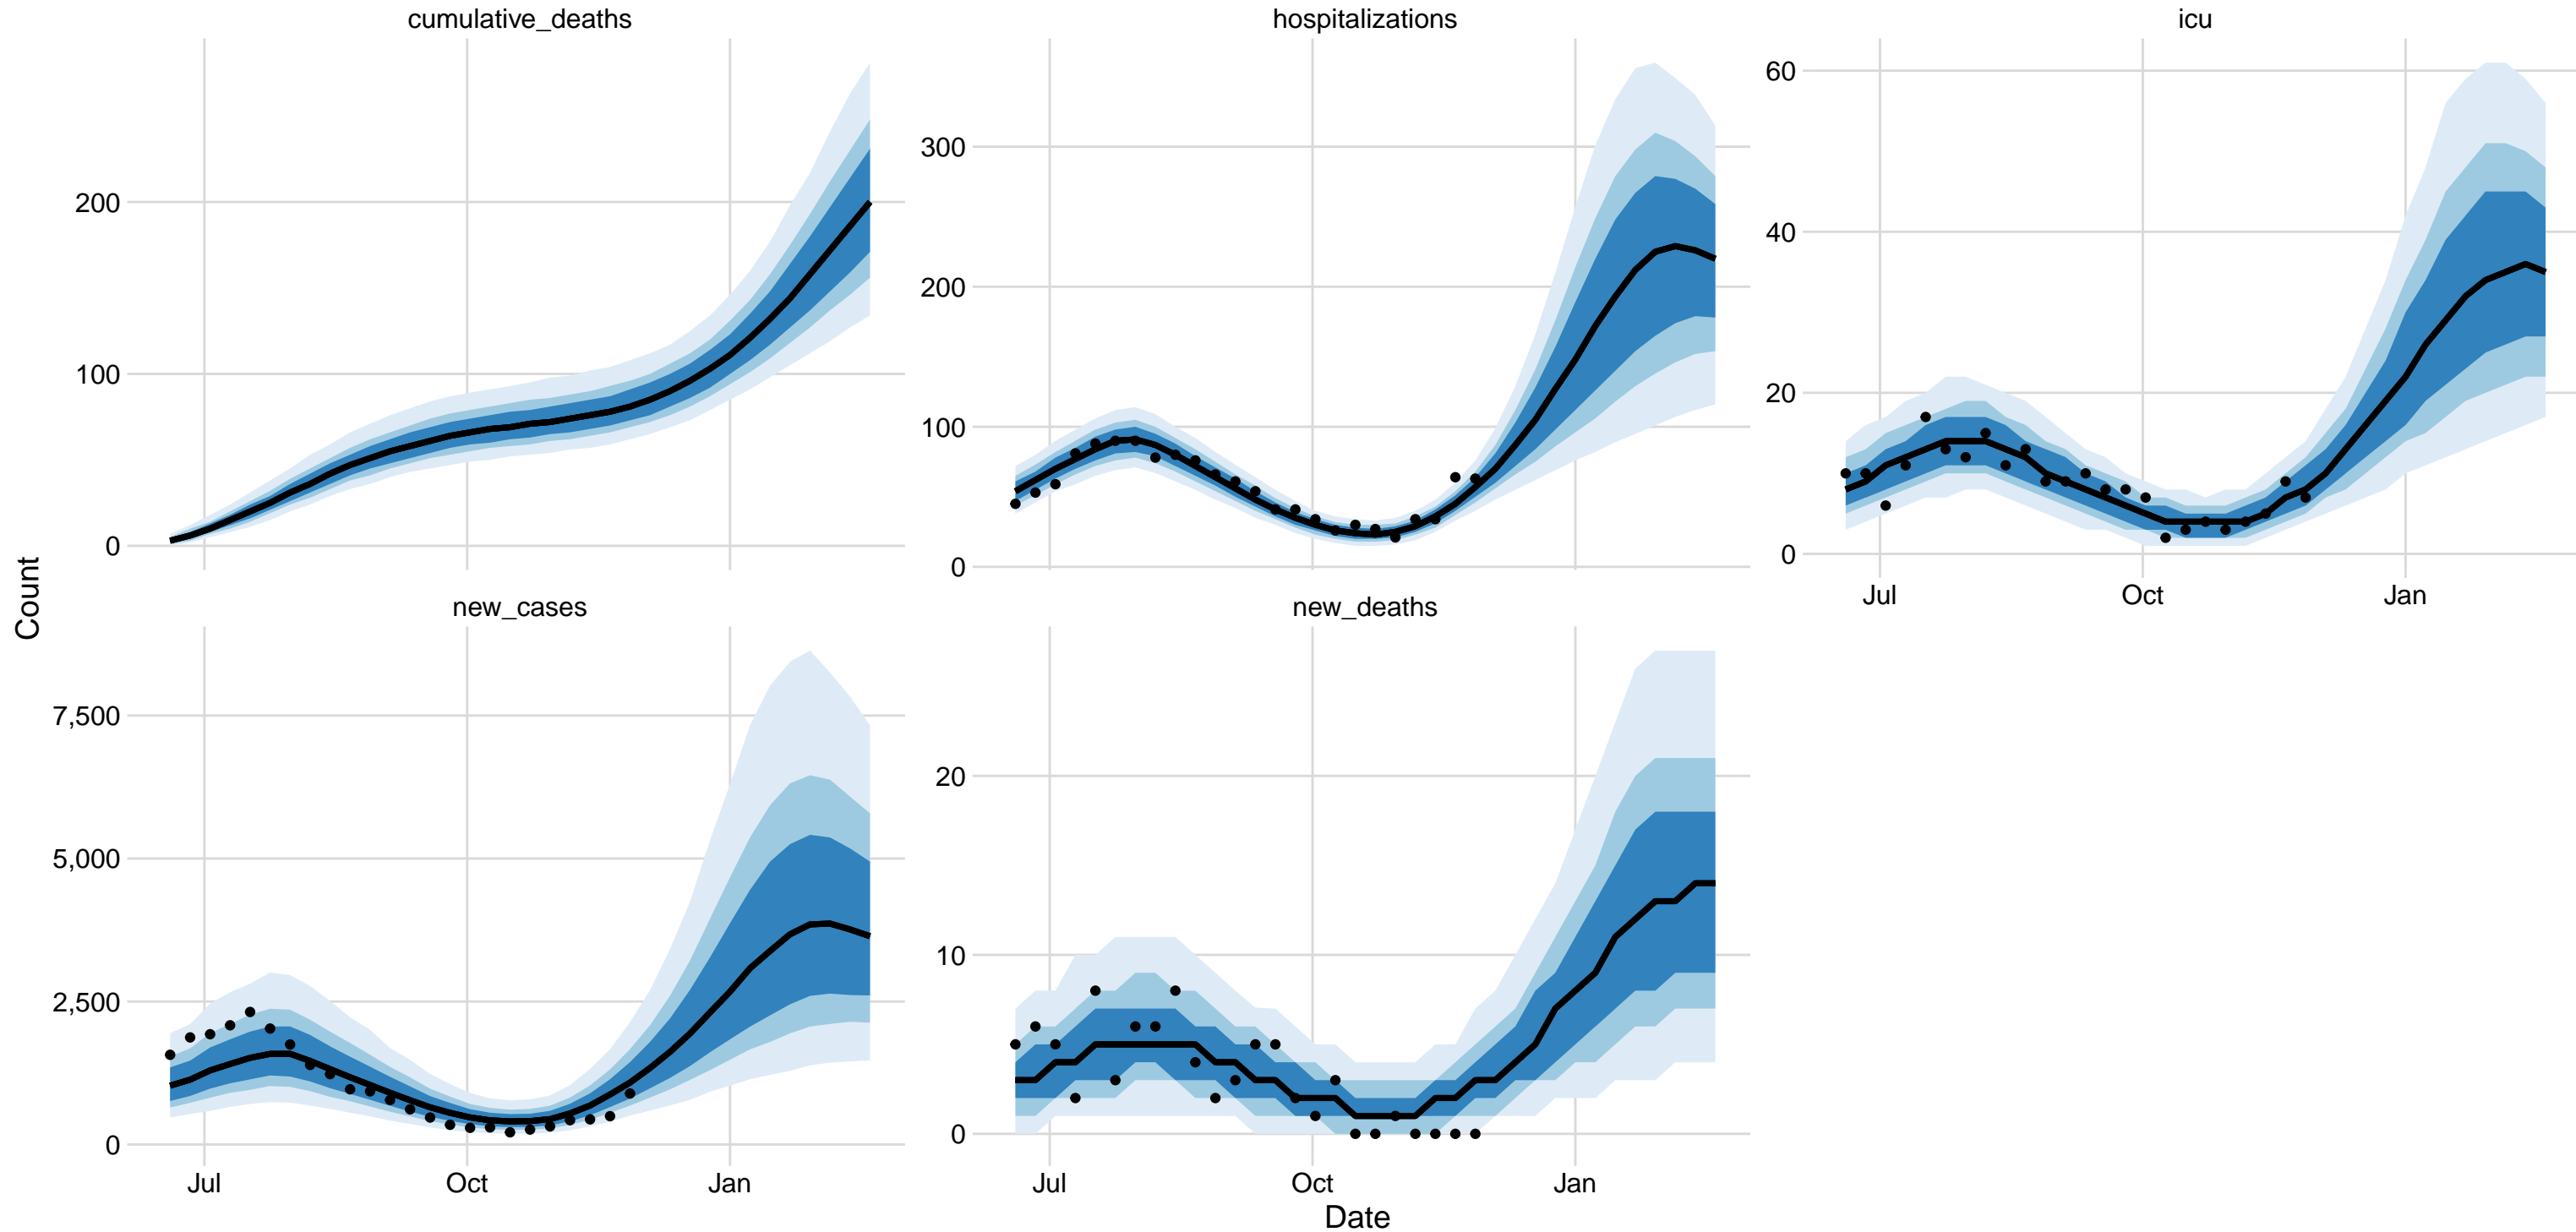 cumulative_deaths
hospitalizations
icu
200
100
0
300
200
100
0
60
40
20
0
Jul
Oct
Jan
Count
new_cases
new_deaths
7,500
5,000
2,500
0
20
10
0
Jul
Oct
Jan
Jul
Oct
Jan
Date